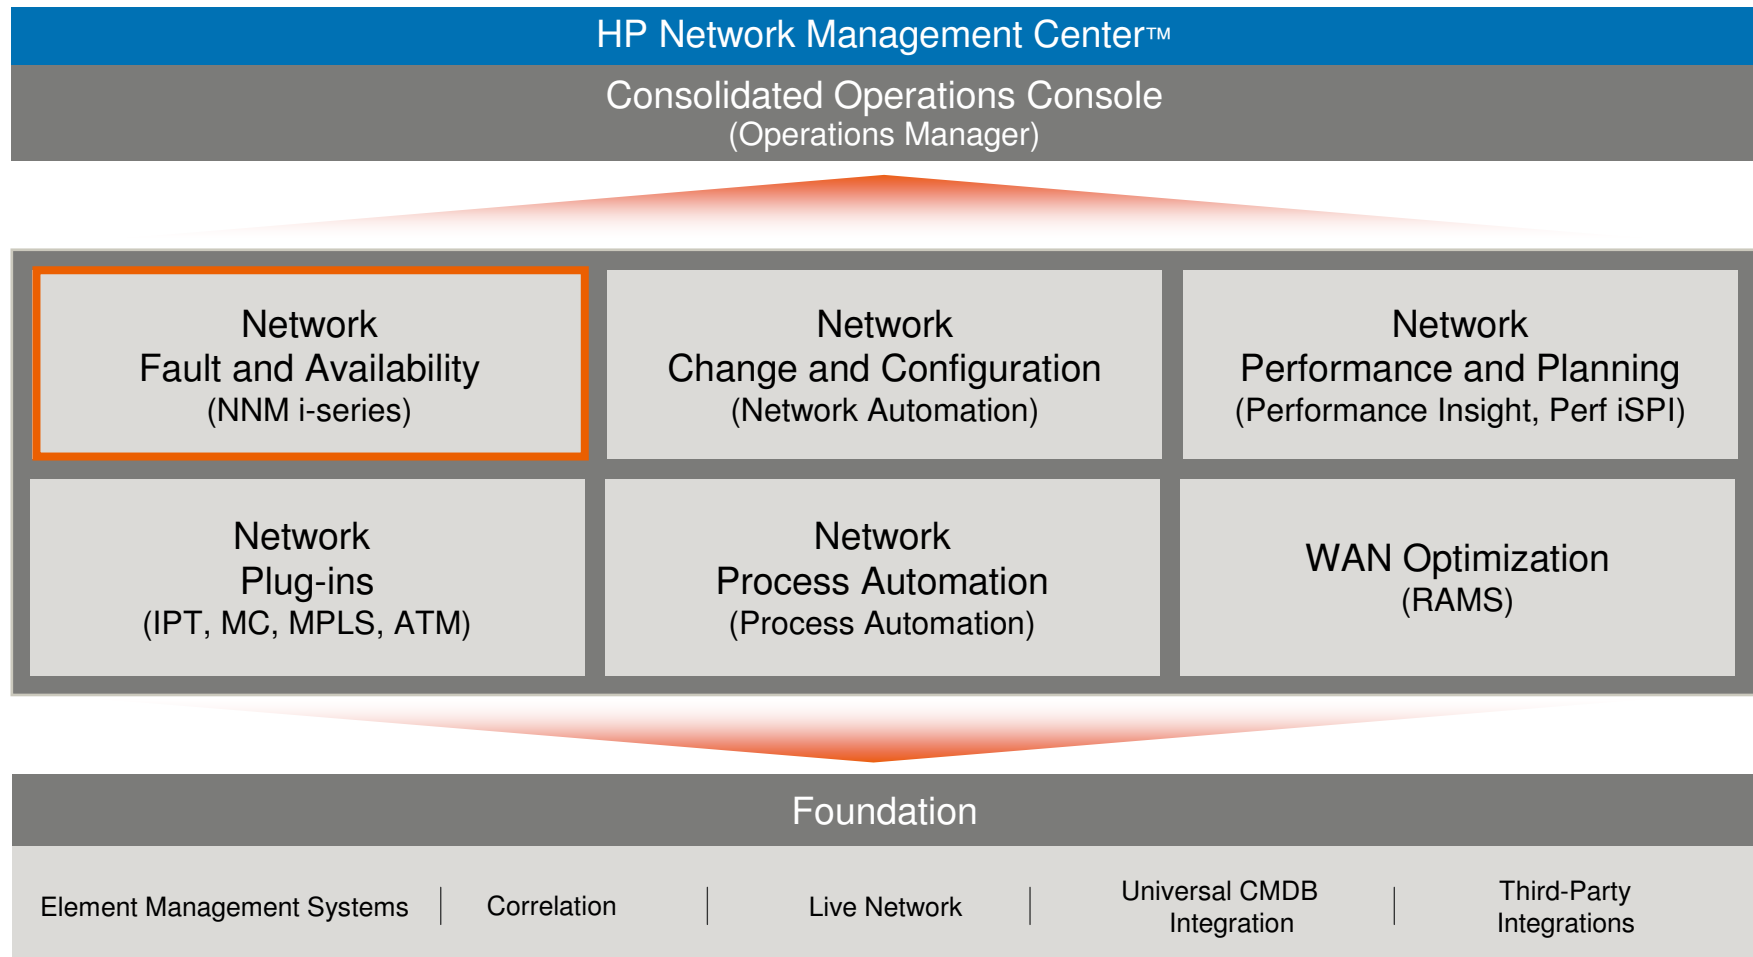 HP Network Management Center™
Consolidated Operations Console
(Operations Manager)
Network
Fault and Availability
(NNM i-series)
Network
Change and Configuration
(Network Automation)
Network
Performance and Planning
(Performance Insight, Perf iSPI)
Network
Plug-ins
(IPT, MC, MPLS, ATM)
Network
Process Automation
(Process Automation)
WAN Optimization
(RAMS)
Foundation
Element Management Systems
Correlation
Live Network
Universal CMDB
Integration
Third-Party
Integrations